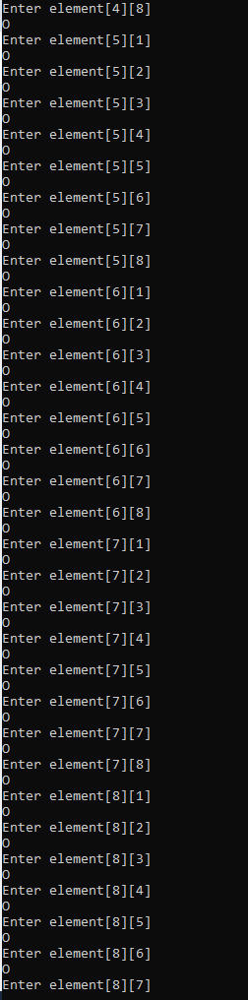 Enter element[4][8]
0
Enter element[5][1]
0
Enter element[5][2]
0
Enter element[5][3]
0
Enter element[5][4]
0
Enter element[5][5]
0
Enter element[5][6]
0
Enter element[5][7]
0
Enter element[5][8]
0
Enter element[6][1]
0
Enter element[6][2]
0
Enter element[6][3]
0
Enter element[6][4]
0
Enter element[6][5]
0
Enter element[6][6]
0
Enter element[6][7]
0
Enter element[6][8]
0
Enter element[7][1]
0
Enter element[7][2]
0
Enter element[7][3]
0
Enter element[7][4]
0
Enter element[7][5]
0
Enter element[7][6]
0
Enter element[7][7]
0
Enter element[7][8]
0
Enter element[8][1]
0
Enter element[8][2]
0
Enter element[8][3]
0
Enter element[8][4]
0
Enter element[8][5]
0
Enter element[8][6]
0
Enter element[8][7]